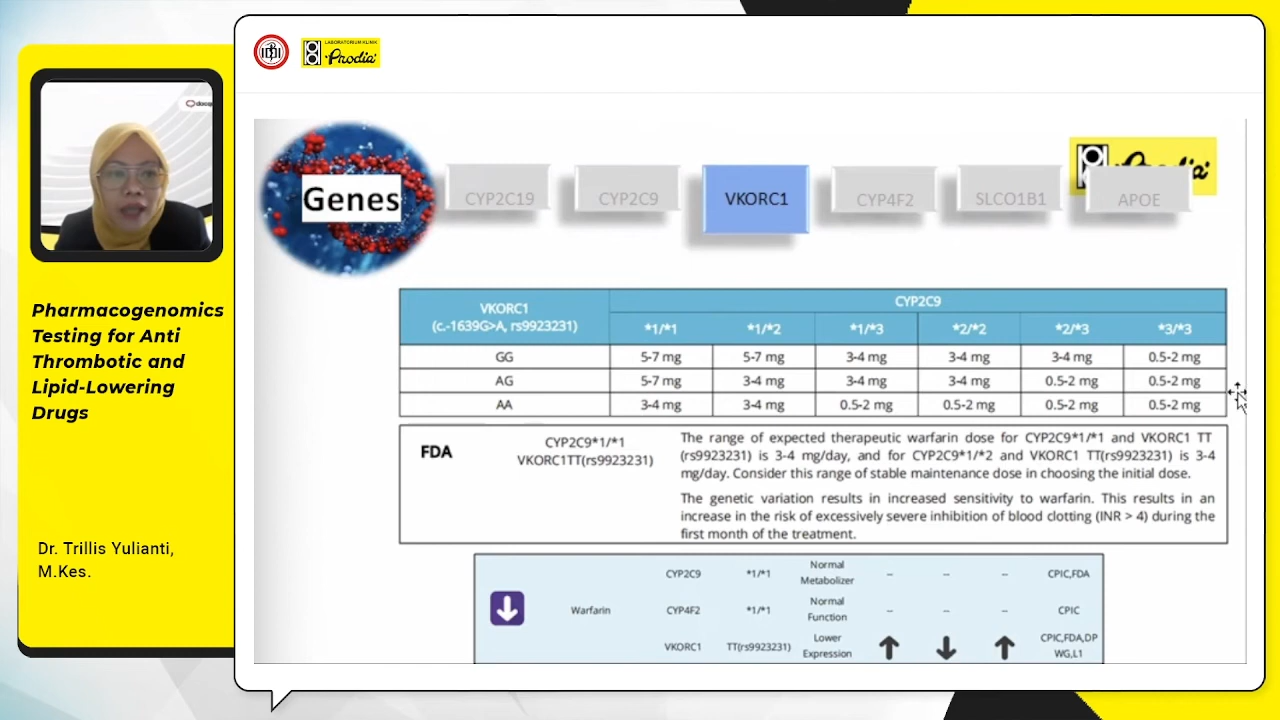 LABORATORIUM KLINIK
Prodia
Pharmacogenomics
Testing for Anti
Thrombotic and
Lipid-Lowering
Drugs
Dr. Trillis Yulianti,
M.Kes.
Genes
CYP2C19
CYP2C9
VKORC1
CYP4F2
SLCO1B1
APOE
VKORC1
(c.-1639G>A, rs9923231)
CYP2C9
*1/*1 *1/*2 *1/*3 *2/*2 *2/*3 *3/*3
GG 5-7 mg 5-7 mg 3-4 mg 3-4 mg 3-4 mg 0.5-2 mg
AG 5-7 mg 3-4 mg 3-4 mg 3-4 mg 0.5-2 mg 0.5-2 mg
AA 3-4 mg 3-4 mg 0.5-2 mg 0.5-2 mg 0.5-2 mg 0.5-2 mg
FDA
CYP2C9*1/*1
VKORC1TT(rs9923231)
The range of expected therapeutic warfarin dose for CYP2C9*1/*1 and VKORC1 TT
(rs9923231) is 3-4 mg/day, and for CYP2C9*1/*2 and VKORC1 TT(rs9923231) is 3-4
mg/day. Consider this range of stable maintenance dose in choosing the initial dose.
The genetic variation results in increased sensitivity to warfarin. This results in an
increase in the risk of excessively severe inhibition of blood clotting (INR > 4) during the
first month of the treatment.
Warfarin
CYP2C9 *1/*1 Normal Metabolizer -- -- -- CPIC,FDA
CYP4F2 *1/*1 Normal Function -- -- -- CPIC
VKORC1 TT(rs9923231) Lower Expression CPIC,FDA,DP
WG,L1